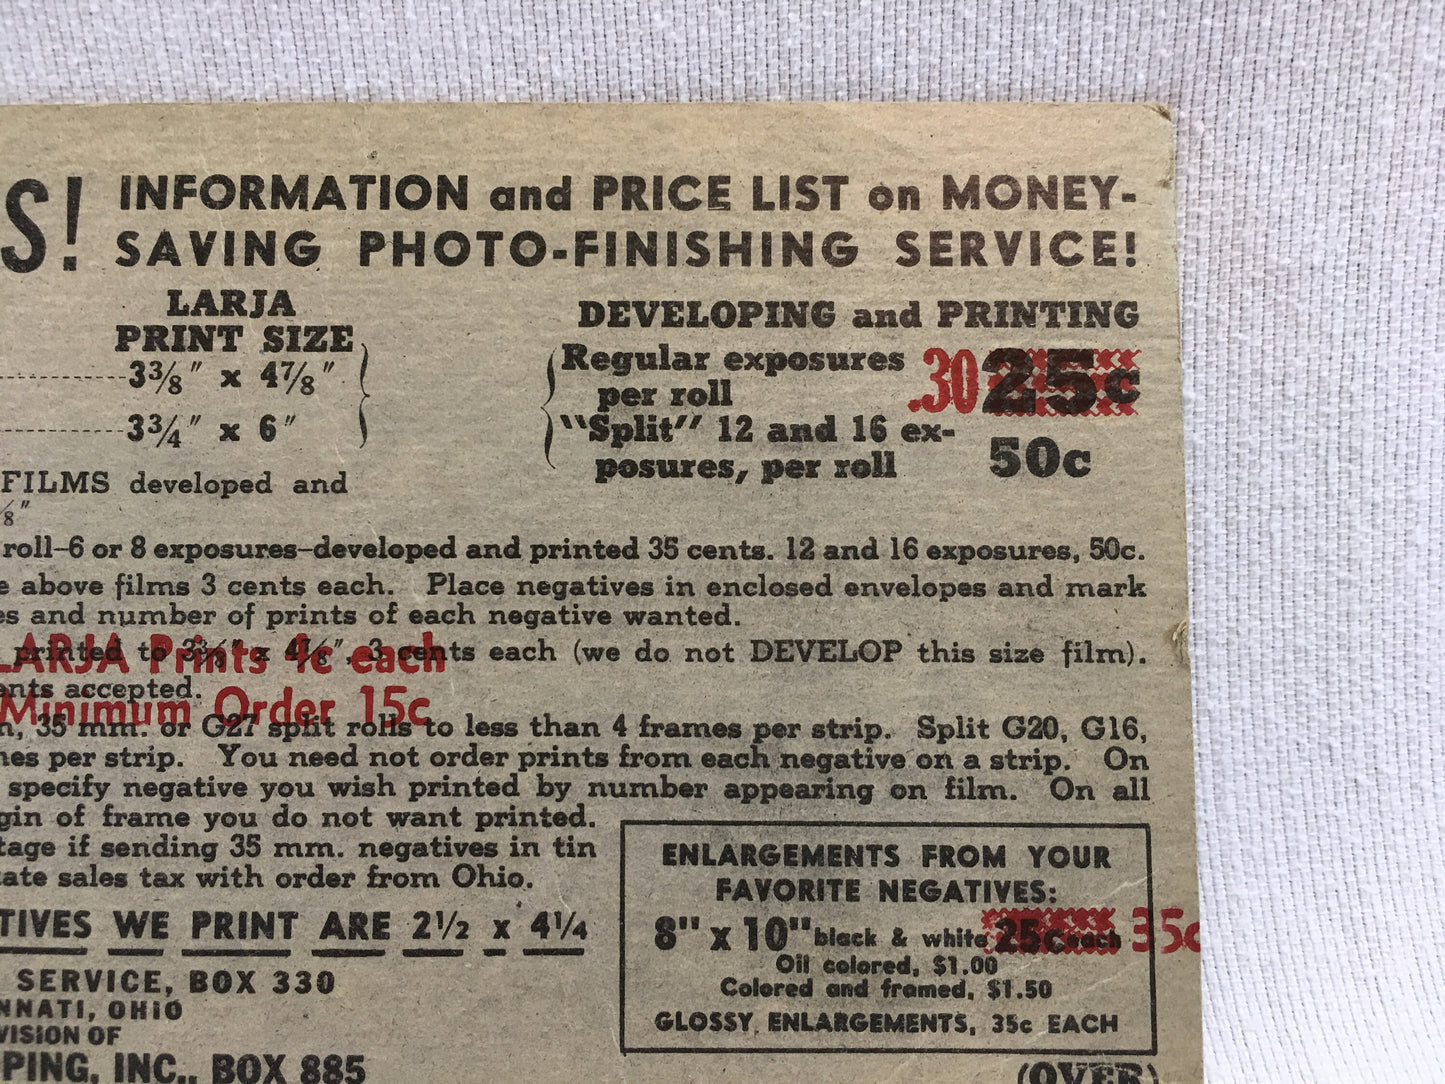 S! INFORMATION and PRICE LIST on MONEY-
SAVING PHOTO-FINISHING SERVICE!
LARJA
PRINT SIZE
3⅜" x 4⅞"
3¾" x 6"
DEVELOPING and PRINTING
Regular exposures
per roll
.30 25c
"Split" 12 and 16 ex-
posures, per roll
50c
FILMS developed and
⅛"
roll-6 or 8 exposures-developed and printed 35 cents. 12 and 16 exposures, 50c.
e above films 3 cents each. Place negatives in enclosed envelopes and mark
es and number of prints of each negative wanted.
printed to 3⅜" x 4⅞", 3 cents each (we do not DEVELOP this size film).
LARJA Prints 4c each
ents accepted.
Minimum Order 15c
n, 35 mm. or G27 split rolls to less than 4 frames per strip. Split G20, G16,
mes per strip. You need not order prints from each negative on a strip. On
specify negative you wish printed by number appearing on film. On all
gin of frame you do not want printed.
tage if sending 35 mm. negatives in tin
tate sales tax with order from Ohio.
TIVES WE PRINT ARE 2½ x 4¼
SERVICE, BOX 330
NNATI, OHIO
VISION OF
PING, INC., BOX 885
ENLARGEMENTS FROM YOUR
FAVORITE NEGATIVES:
8" x 10" black & white 25c each 35c
Oil colored, $1.00
Colored and framed, $1.50
GLOSSY ENLARGEMENTS, 35c EACH
(OVER)